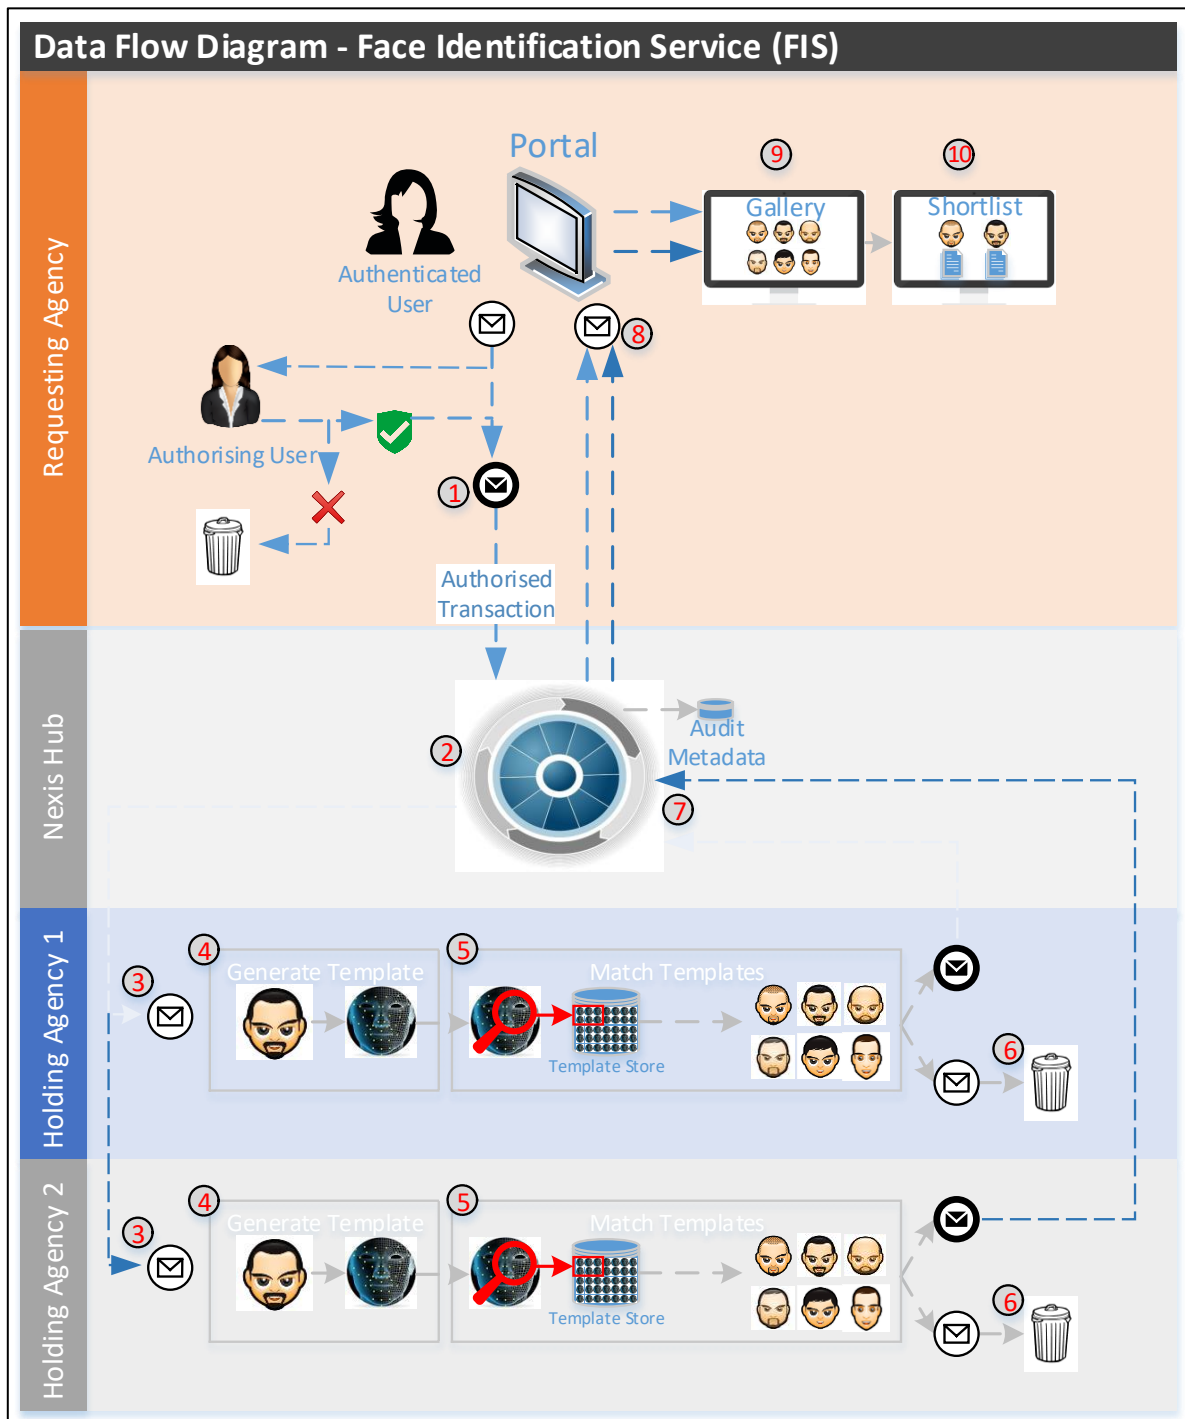 Data Flow Diagram - Face Identification Service (FIS)
Requesting Agency
Portal
9
10
Gallery
Shortlist
Authenticated
User
8
Authorising User
1
Authorised
Transaction
Nexis Hub
2
Audit
Metadata
7
Holding Agency 1
3
4
Generate Template
5
Match Templates
Template Store
6
Holding Agency 2
3
4
Generate Template
5
Match Templates
Template Store
6